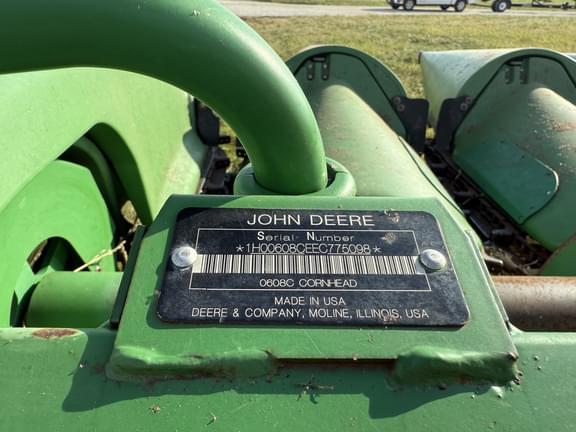 JOHN DEERE
Serial Number
*1H00608CEEC775098*
0608C CORNHEAD
MADE IN USA
DEERE & COMPANY, MOLINE, ILLINOIS, USA